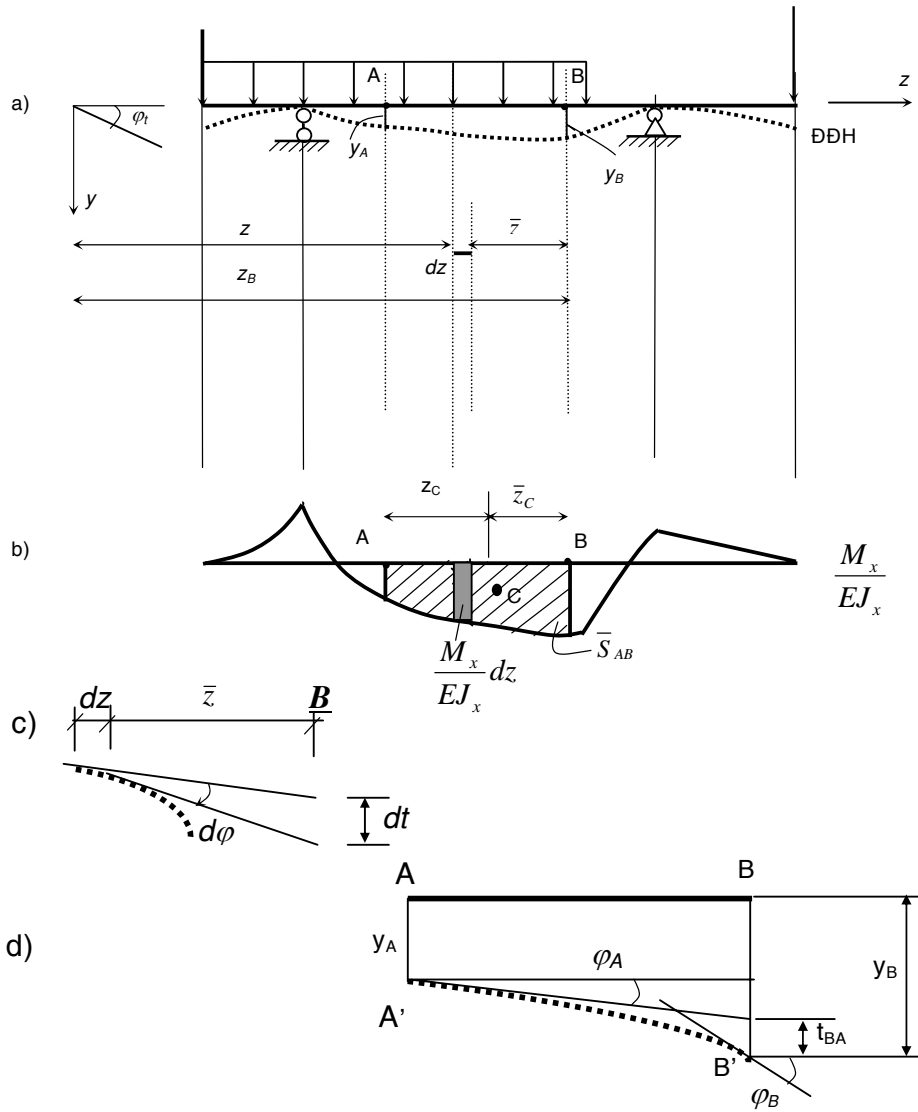 a)
A
B
z
φt
yA
yB
ĐĐH
y
z
z̅
dz
zB
b)
zC
z̅C
A
B
C
S̅AB
Mx/EJx
Mx/EJx dz
c)
dz
z̅
B
dφ
dt
d)
A
B
yA
φA
yB
A'
tBA
B'
φB